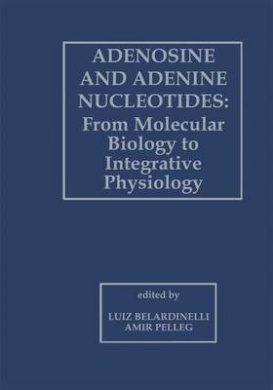 ADENOSINE
AND ADENINE
NUCLEOTIDES:
From Molecular
Biology to
Integrative
Physiology
edited by
LUIZ BELARDINELLI
AMIR PELLEG